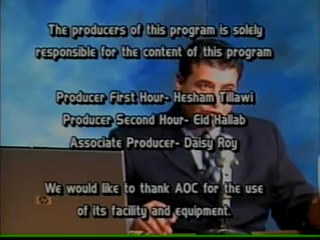 The producers of this program is solely
responsible for the content of this program
Producer First Hour- Hesham Tillawi
Producer Second Hour- Eid Hallab
Associate Producer- Daisy Roy
We would like to thank AOC for the use
of its facility and equipment.
hp